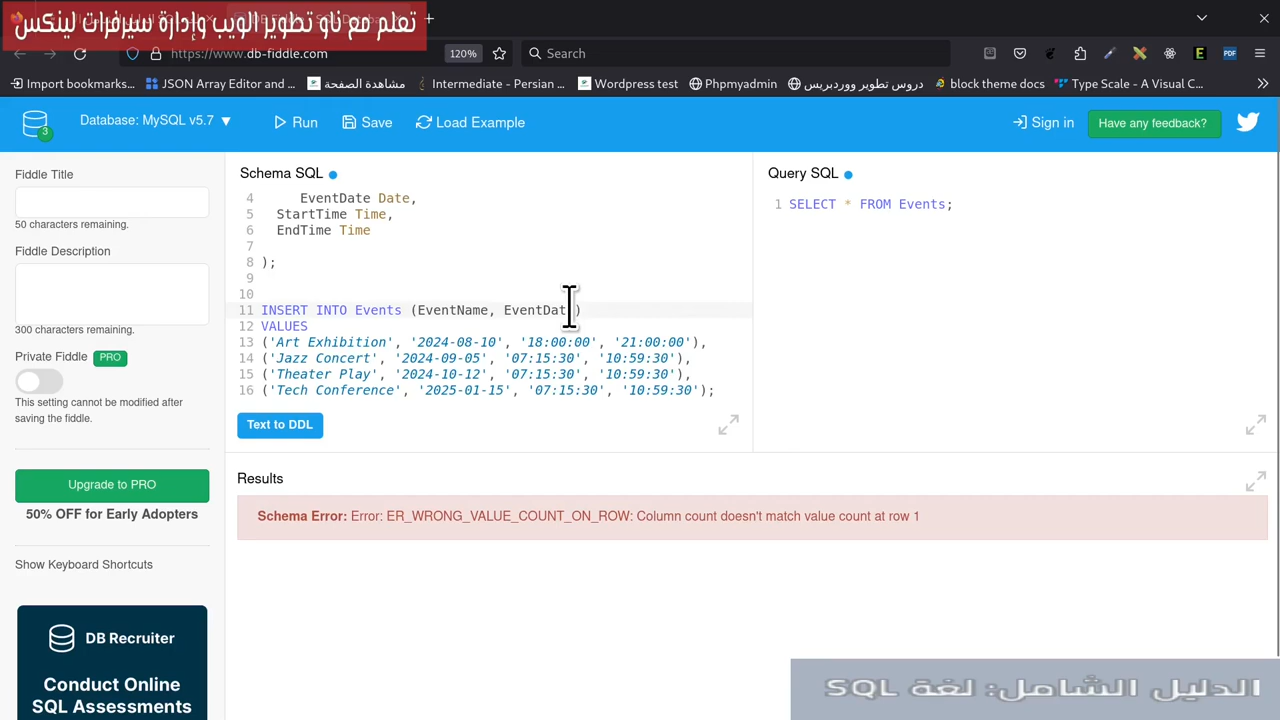 تعلم مع ناو تطوير الويب وإدارة سيرفرات لينكس
https://www.db-fiddle.com
120%
Search
Import bookmarks...
JSON Array Editor and ...
مشاهدة الصفحة
Intermediate - Persian ...
Wordpress test
Phpmyadmin
دروس تطوير ووردبريس
block theme docs
Type Scale - A Visual C...
3
Database: MySQL v5.7 ▼
Run
Save
Load Example
Sign in
Have any feedback?
Fiddle Title
50 characters remaining.
Fiddle Description
300 characters remaining.
Private Fiddle PRO
This setting cannot be modified after
saving the fiddle.
Upgrade to PRO
50% OFF for Early Adopters
Show Keyboard Shortcuts
DB Recruiter
Conduct Online
SQL Assessments
Schema SQL
4 EventDate Date,
5 StartTime Time,
6 EndTime Time
7
8 );
9
10
11 INSERT INTO Events (EventName, EventDat )
12 VALUES
13 ('Art Exhibition', '2024-08-10', '18:00:00', '21:00:00'),
14 ('Jazz Concert', '2024-09-05', '07:15:30', '10:59:30'),
15 ('Theater Play', '2024-10-12', '07:15:30', '10:59:30'),
16 ('Tech Conference', '2025-01-15', '07:15:30', '10:59:30');
Text to DDL
Query SQL
1 SELECT * FROM Events;
Results
Schema Error: Error: ER_WRONG_VALUE_COUNT_ON_ROW: Column count doesn't match value count at row 1
الدليل الشامل: لغة SQL